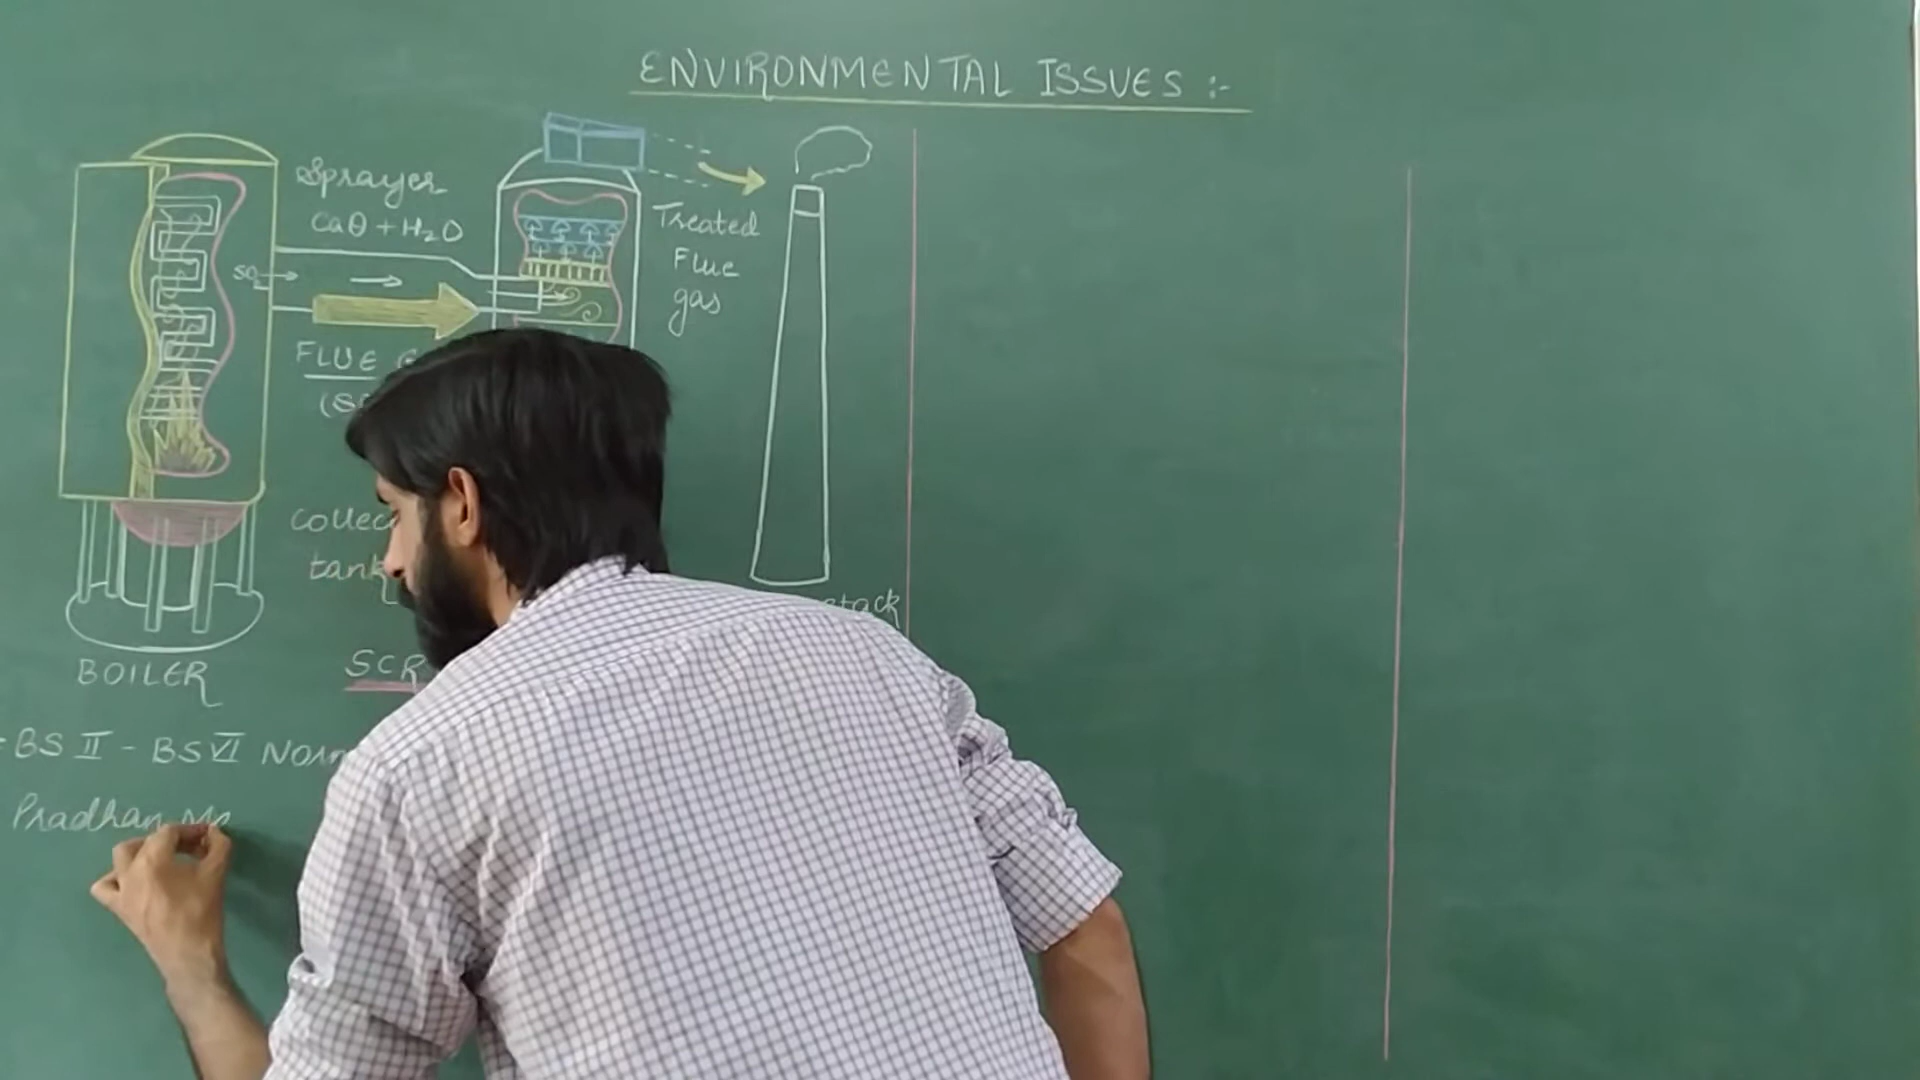 ENVIRONMENTAL ISSUES :-
Sprayer
CaO + H2O
SO2
FLUE
Treated
Flue
gas
Collec
tank
stack
BOILER
SCR
BS II - BS VI Norm
Pradhan